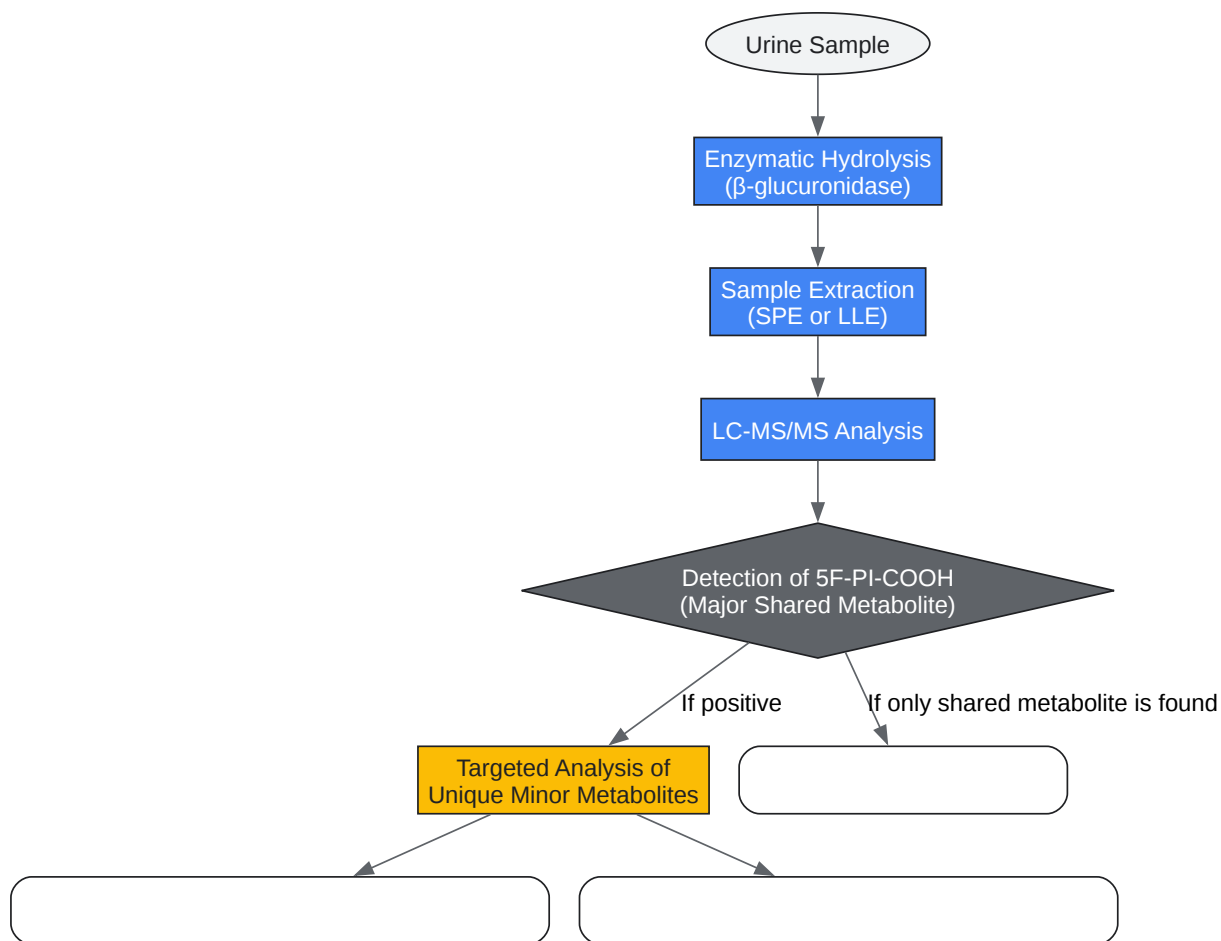 Urine Sample
Enzymatic Hydrolysis
(β-glucuronidase)
Sample Extraction
(SPE or LLE)
LC-MS/MS Analysis
Detection of 5F-PI-COOH
(Major Shared Metabolite)
If positive
If only shared metabolite is found
Targeted Analysis of
Unique Minor Metabolites